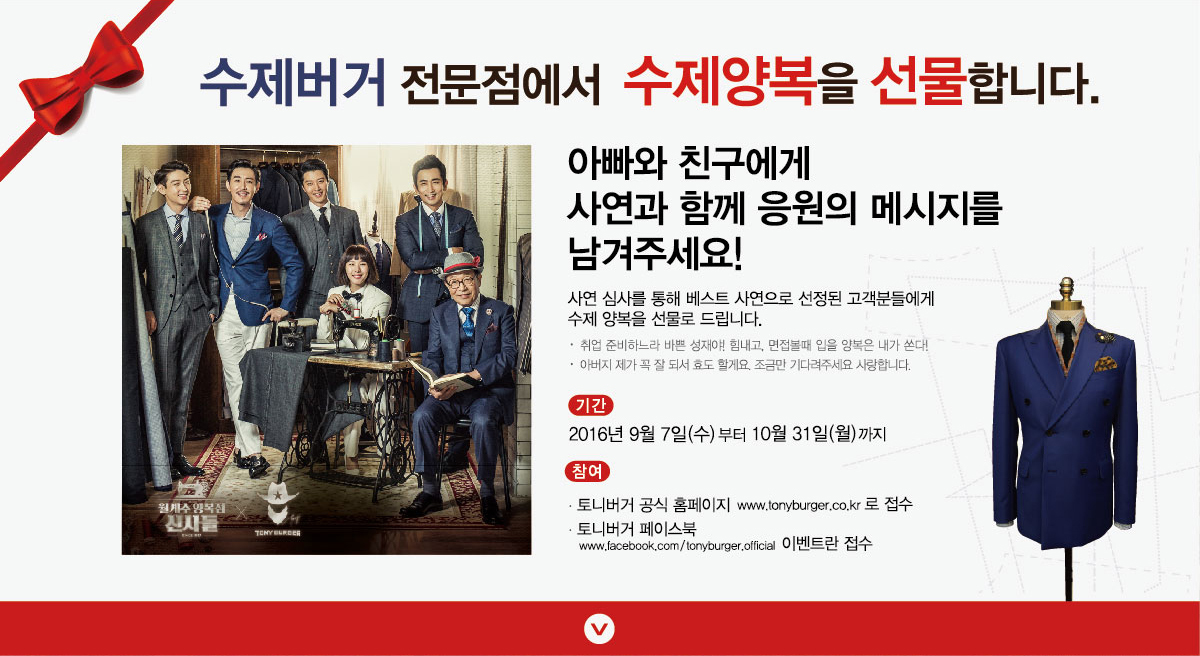 수제버거 전문점에서 수제양복을 선물합니다.
아빠와 친구에게
사연과 함께 응원의 메시지를
남겨주세요!
사연 심사를 통해 베스트 사연으로 선정된 고객분들에게
수제 양복을 선물로 드립니다.
· 취업 준비하느라 바쁜 성재야! 힘내고, 면접볼때 입을 양복은 내가 쏜다!
· 아버지 제가 꼭 잘 되서 효도 할게요. 조금만 기다려주세요 사랑합니다.
기간
2016년 9월 7일(수)부터 10월 31일(월)까지
참여
· 토니버거 공식 홈페이지 www.tonyburger.co.kr 로 접수
· 토니버거 페이스북
www.facebook.com/tonyburger.official 이벤트란 접수
월계수 양복점
신사들
×
TONY BURGER
V